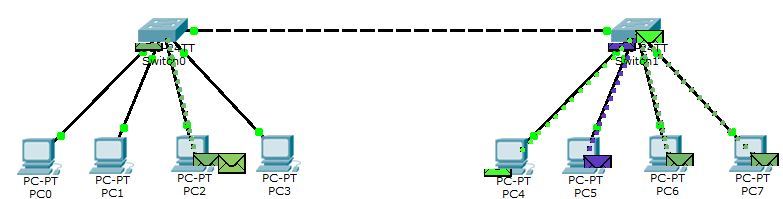 Switch0
Switch1
PC-PT
PC0
PC-PT
PC1
PC-PT
PC2
PC-PT
PC3
PC-PT
PC4
PC-PT
PC5
PC-PT
PC6
PC-PT
PC7